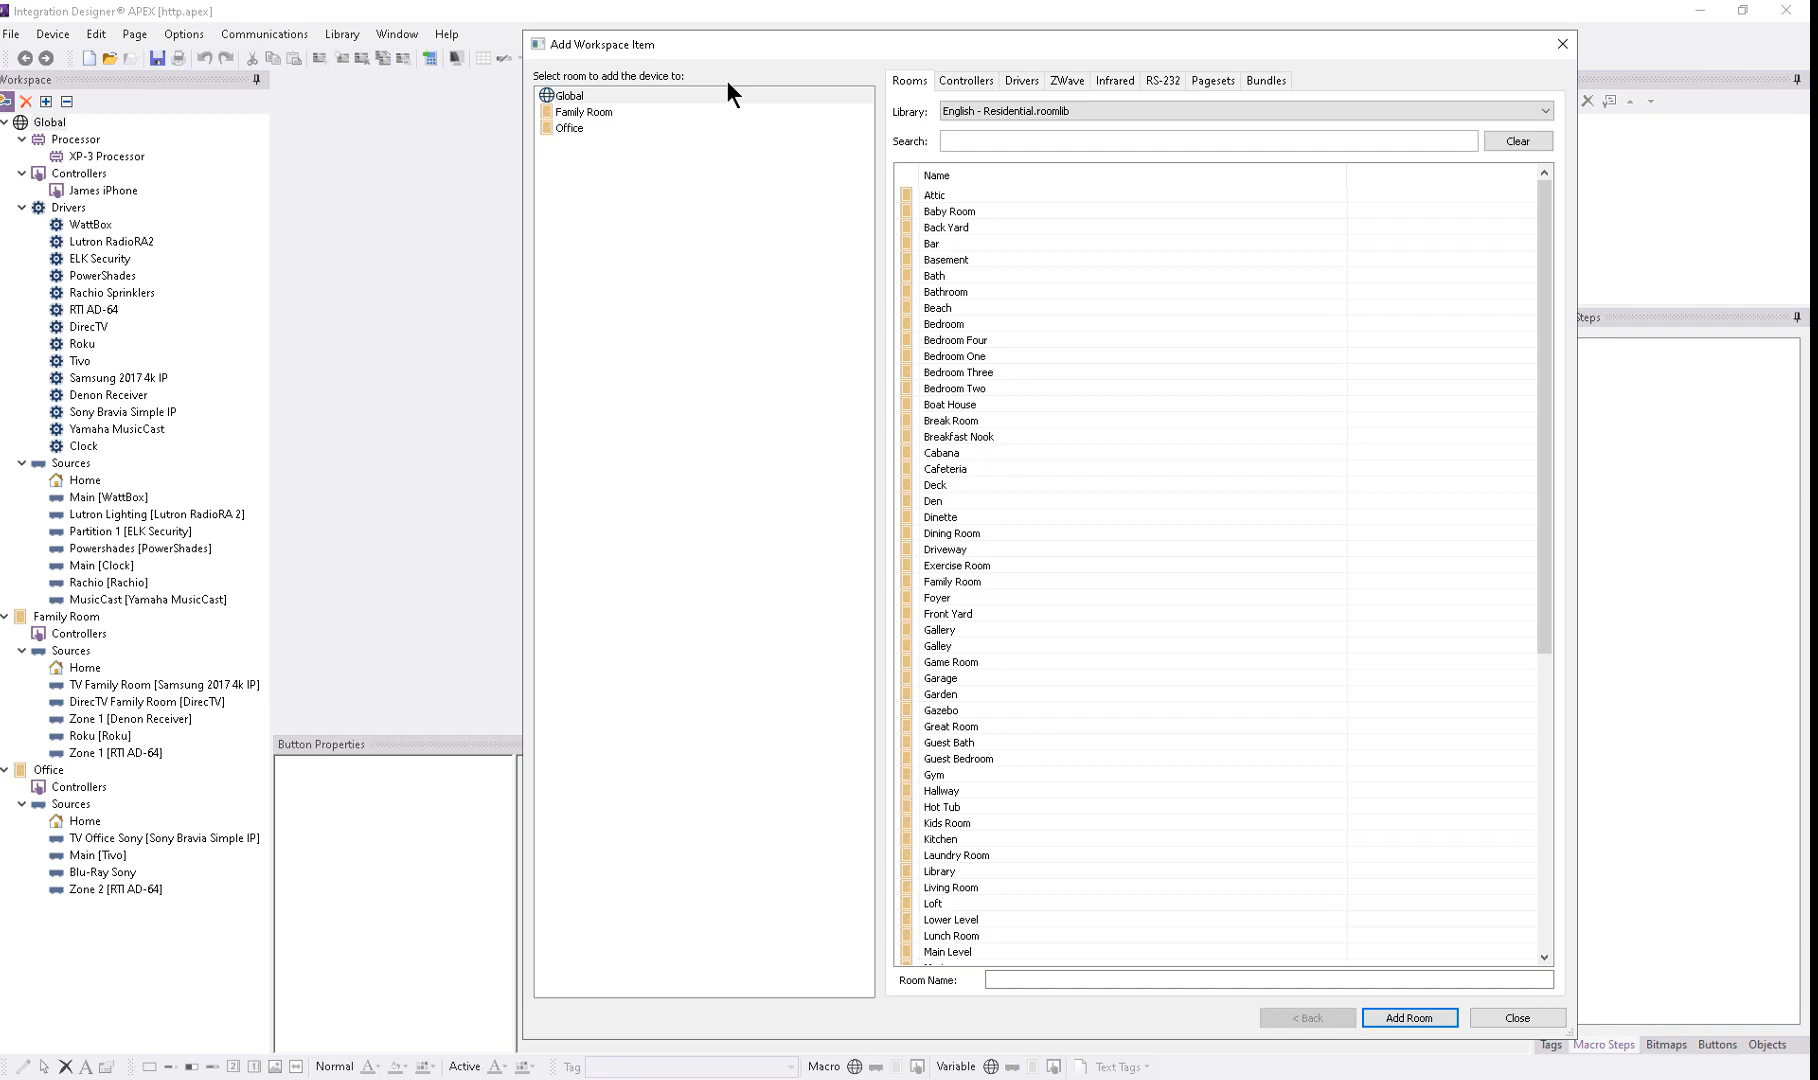 Integration Designer® APEX [http.apex]
File Device Edit Page Options Communications Library Window Help
Workspace
Global
Processor
XP-3 Processor
Controllers
James iPhone
Drivers
WattBox
Lutron RadioRA2
ELK Security
PowerShades
Rachio Sprinklers
RTI AD-64
DirecTV
Roku
Tivo
Samsung 2017 4k IP
Denon Receiver
Sony Bravia Simple IP
Yamaha MusicCast
Clock
Sources
Home
Main [WattBox]
Lutron Lighting [Lutron RadioRA 2]
Partition 1 [ELK Security]
Powershades [PowerShades]
Main [Clock]
Rachio [Rachio]
MusicCast [Yamaha MusicCast]
Family Room
Controllers
Sources
Home
TV Family Room [Samsung 2017 4k IP]
DirecTV Family Room [DirecTV]
Zone 1 [Denon Receiver]
Roku [Roku]
Zone 1 [RTI AD-64]
Office
Controllers
Sources
Home
TV Office Sony [Sony Bravia Simple IP]
Main [Tivo]
Blu-Ray Sony
Zone 2 [RTI AD-64]
Button Properties
Add Workspace Item
Select room to add the device to:
Global
Family Room
Office
Rooms Controllers Drivers ZWave Infrared RS-232 Pagesets Bundles
Library: English - Residential.roomlib
Search: Clear
Name
Attic
Baby Room
Back Yard
Bar
Basement
Bath
Bathroom
Beach
Bedroom
Bedroom Four
Bedroom One
Bedroom Three
Bedroom Two
Boat House
Break Room
Breakfast Nook
Cabana
Cafeteria
Deck
Den
Dinette
Dining Room
Driveway
Exercise Room
Family Room
Foyer
Front Yard
Gallery
Galley
Game Room
Garage
Garden
Gazebo
Great Room
Guest Bath
Guest Bedroom
Gym
Hallway
Hot Tub
Kids Room
Kitchen
Laundry Room
Library
Living Room
Loft
Lower Level
Lunch Room
Main Level
Room Name:
< Back Add Room Close
Steps
Tags Macro Steps Bitmaps Buttons Objects
Normal Active Tag Macro Variable Text Tags